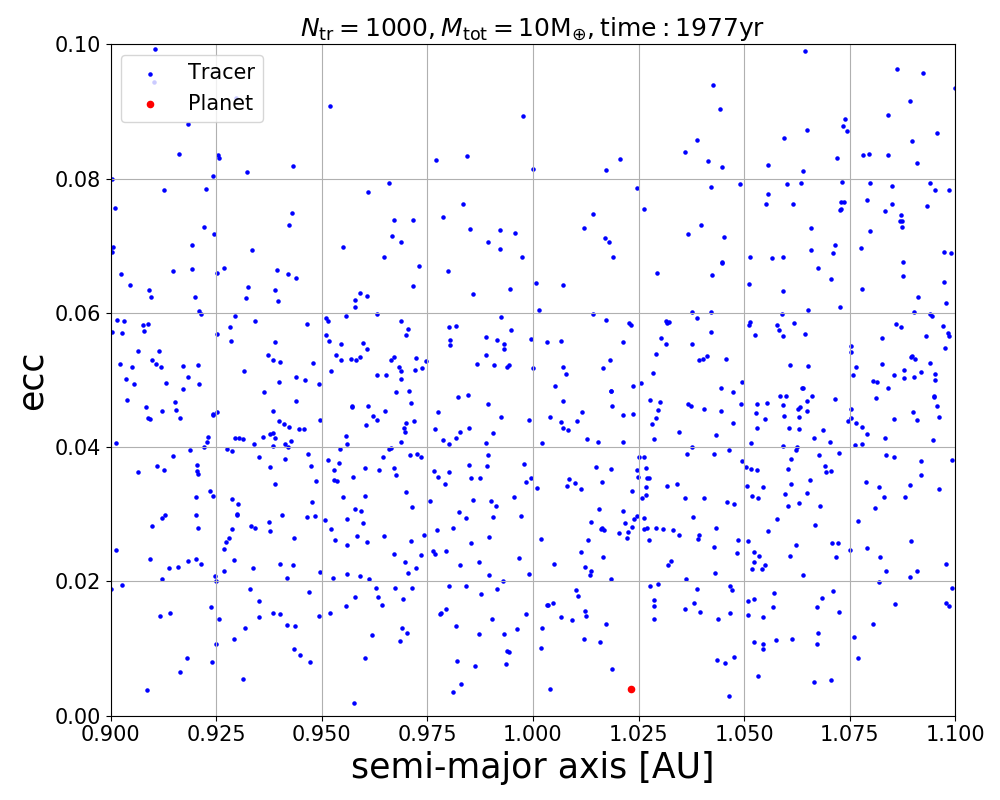 N_tr = 1000, M_tot = 10M_⊕, time : 1977yr
Tracer
Planet
ecc
0.10
0.08
0.06
0.04
0.02
0.00
0.900 0.925 0.950 0.975 1.000 1.025 1.050 1.075 1.100
semi-major axis [AU]